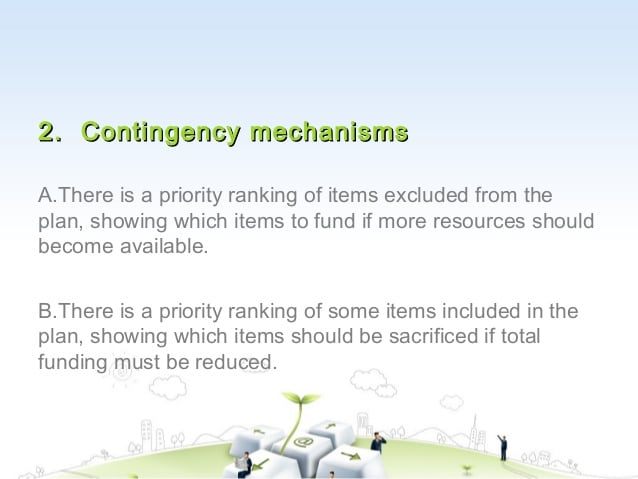 2. Contingency mechanisms
A.There is a priority ranking of items excluded from the
plan, showing which items to fund if more resources should
become available.
B.There is a priority ranking of some items included in the
plan, showing which items should be sacrificed if total
funding must be reduced.
@